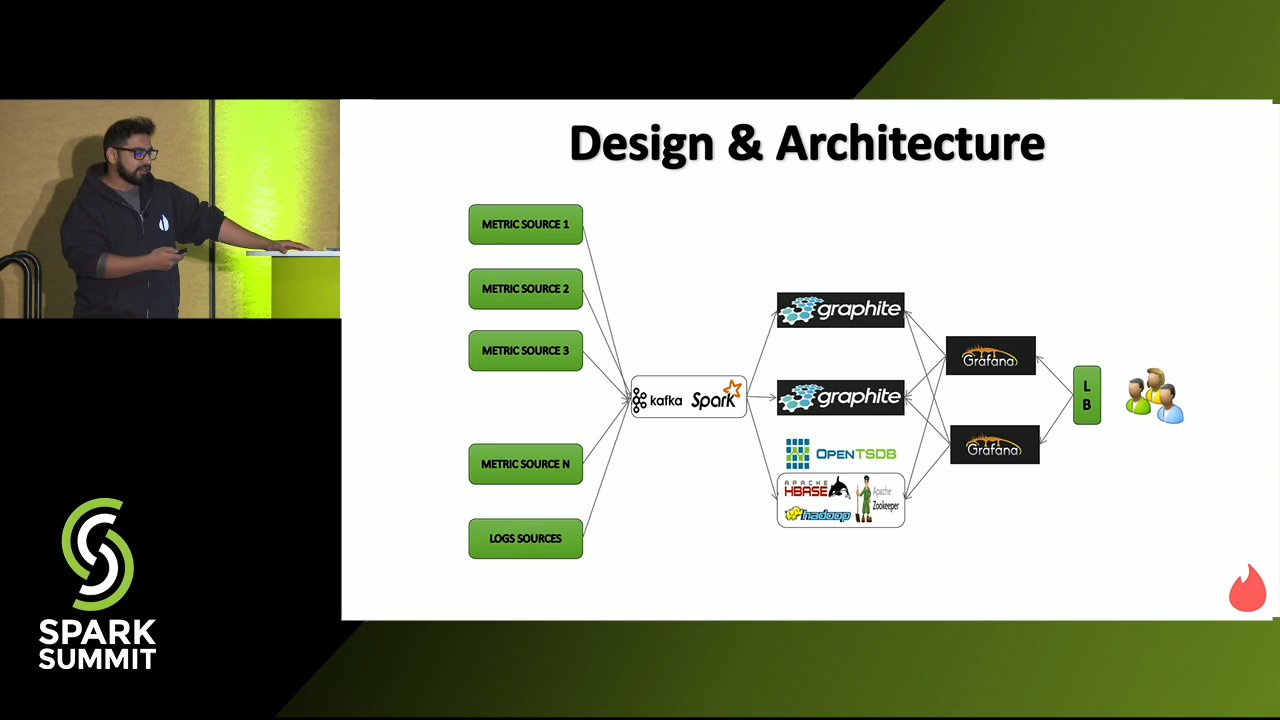 Design & Architecture
METRIC SOURCE 1
METRIC SOURCE 2
METRIC SOURCE 3
METRIC SOURCE N
LOGS SOURCES
kafka Spark
graphite
graphite
OPENTSDB
APACHE
HBASE
hadoop
Apache
Zookeeper
Grafana
Grafana
L
B
SPARK
SUMMIT